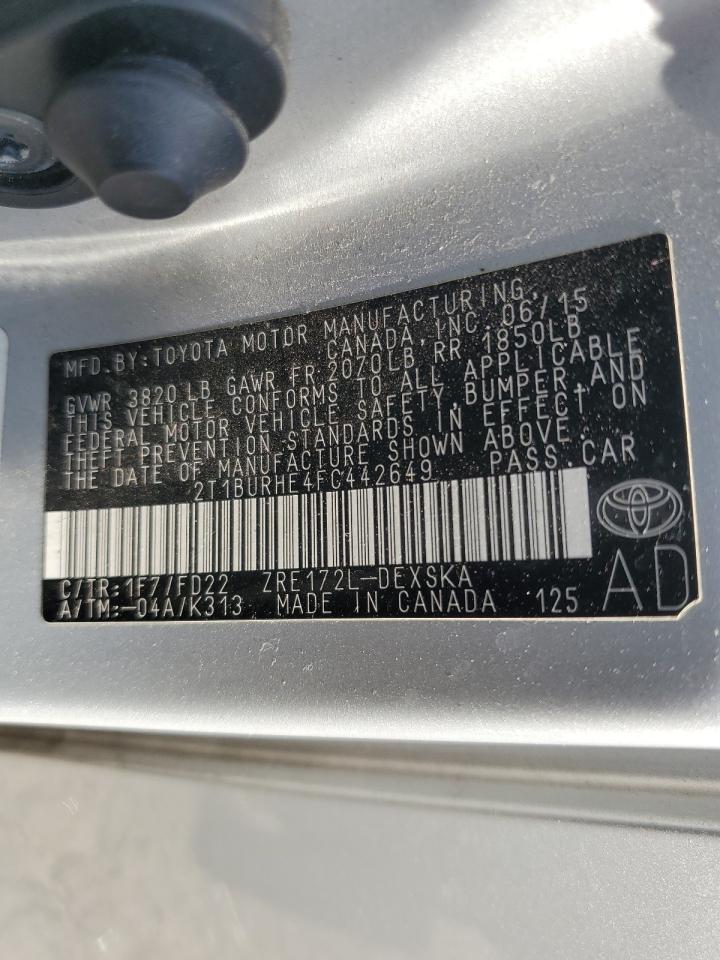 MFD. BY: TOYOTA MOTOR MANUFACTURING,
CANADA, INC. 06/15
GVWR 3820 LB GAWR FR 2070LB, RR 1850LB
THIS VEHICLE CONFORMS TO ALL APPLICABLE
FEDERAL MOTOR VEHICLE SAFETY, BUMPER, AND
THEFT PREVENTION STANDARDS IN EFFECT ON
THE DATE OF MANUFACTURE SHOWN ABOVE.
2T1BURHE4FC442649 PASS. CAR
C/TR: 1F7/FD22 ZRE172L-DEXSKA
A/TM: -04A/K313 MADE IN CANADA 125
AD